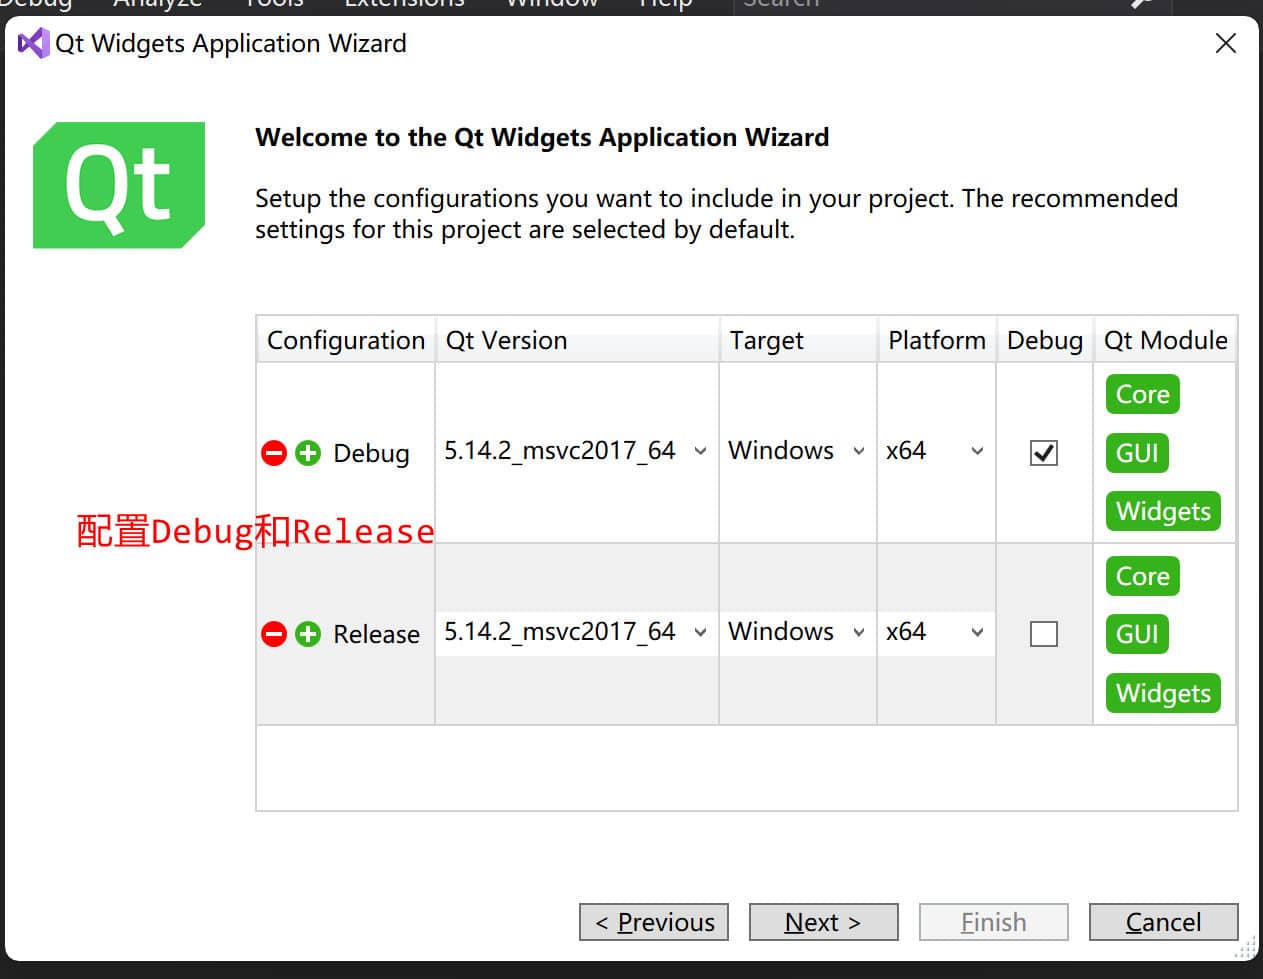 Debug Analyze Tools Extensions Window Help Search
Qt Widgets Application Wizard
Qt
Welcome to the Qt Widgets Application Wizard
Setup the configurations you want to include in your project. The recommended
settings for this project are selected by default.
Configuration Qt Version Target Platform Debug Qt Module
Core
Debug 5.14.2_msvc2017_64 Windows x64 GUI
Widgets
配置Debug和Release
Core
Release 5.14.2_msvc2017_64 Windows x64 GUI
Widgets
< Previous Next > Finish Cancel